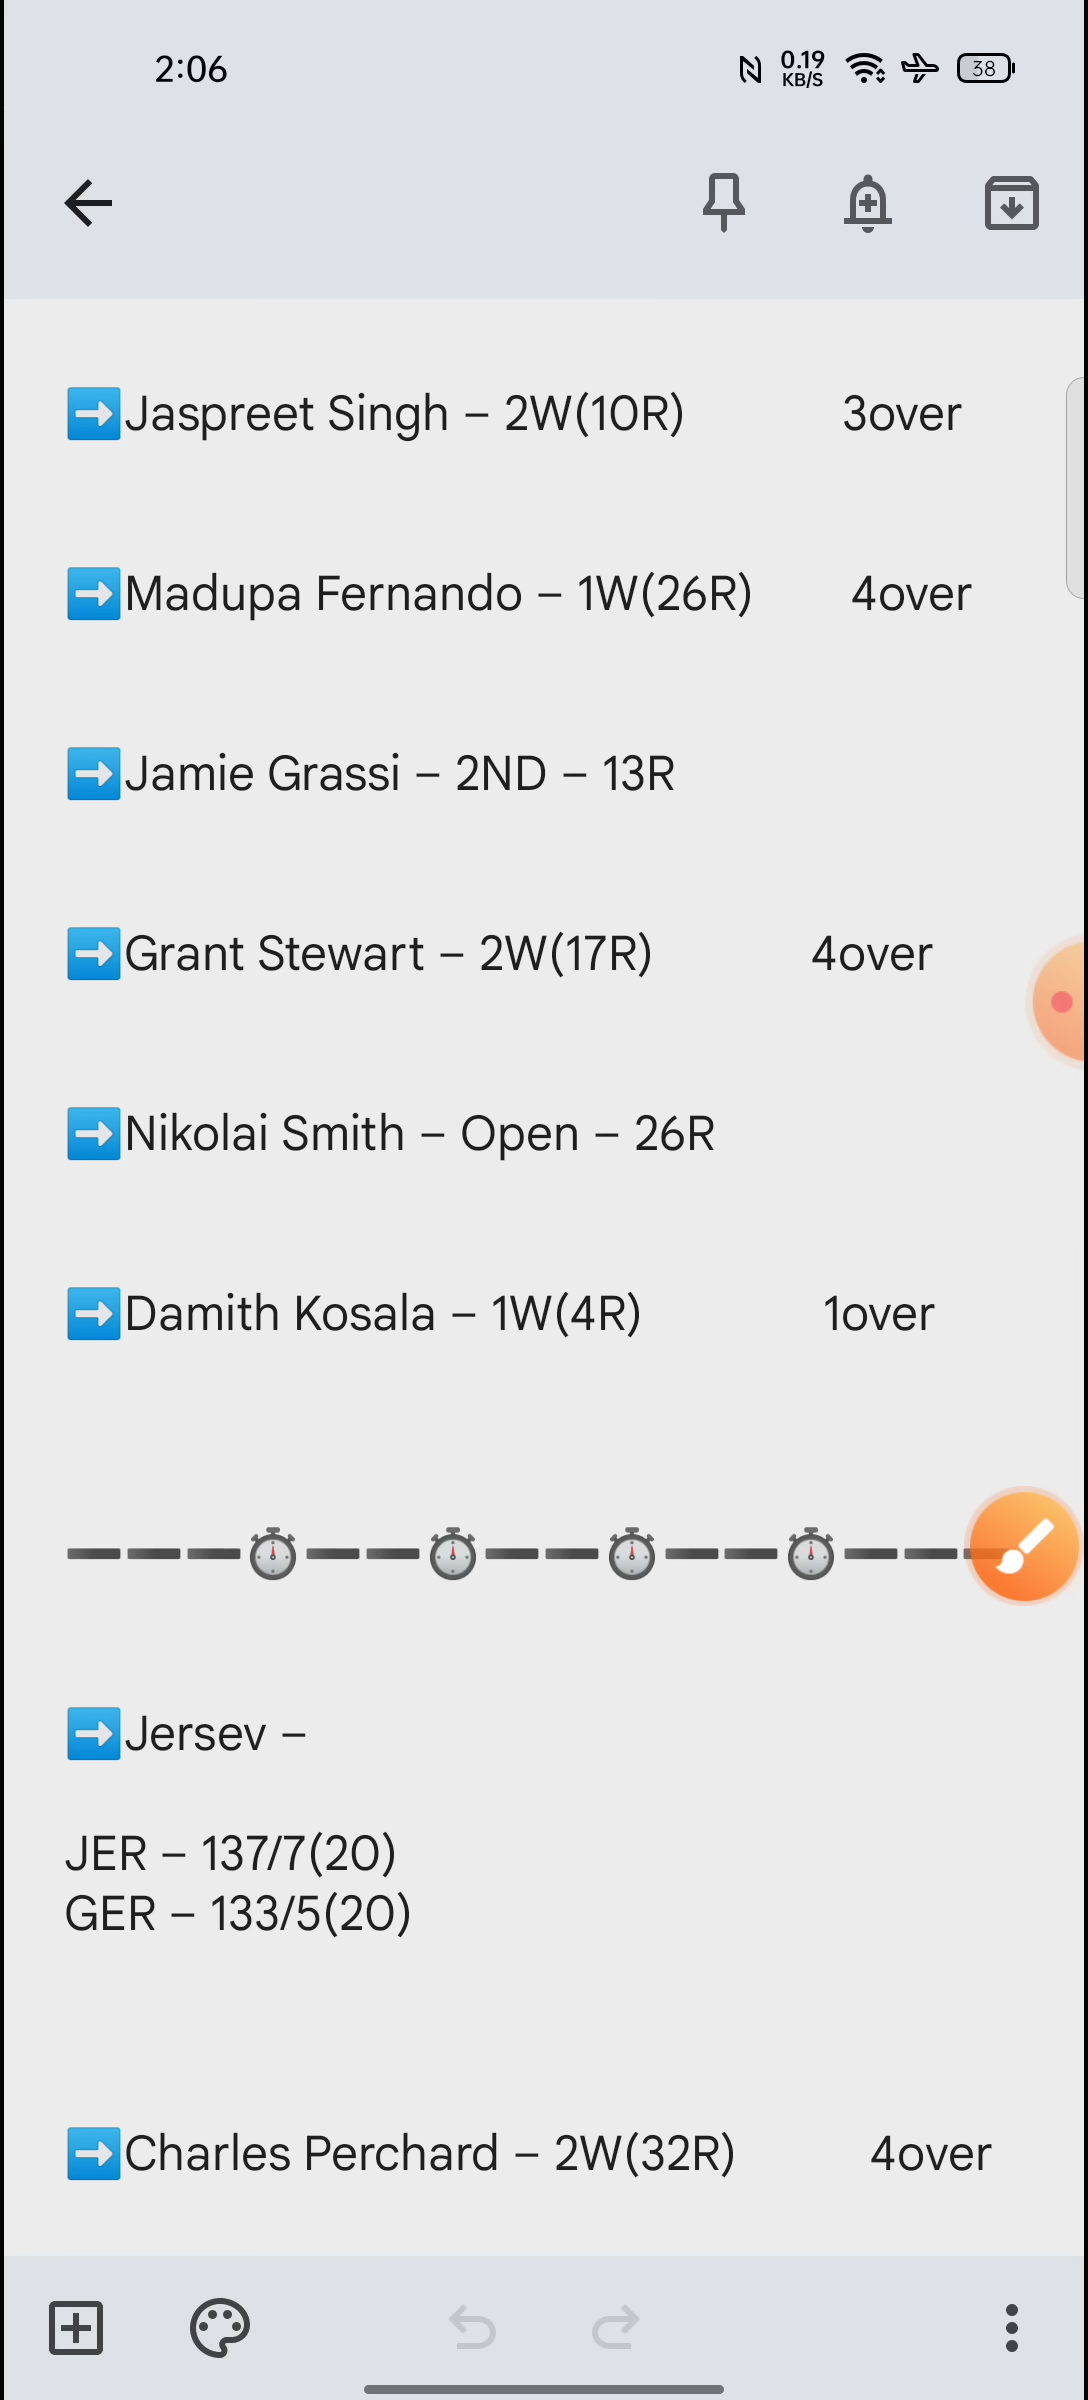 2:06
0.19
KB/S
38
➡️Jaspreet Singh – 2W(10R) 3over
➡️Madupa Fernando – 1W(26R) 4over
➡️Jamie Grassi – 2ND – 13R
➡️Grant Stewart – 2W(17R) 4over
➡️Nikolai Smith – Open – 26R
➡️Damith Kosala – 1W(4R) 1over
➡️Jersev –
JER – 137/7(20)
GER – 133/5(20)
➡️Charles Perchard – 2W(32R) 4over